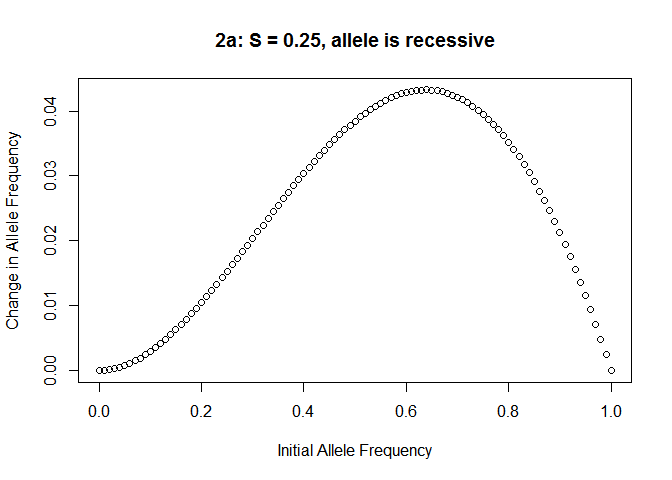 2a: S = 0.25, allele is recessive
Change in Allele Frequency
0.04
0.03
0.02
0.01
0.00
0.0 0.2 0.4 0.6 0.8 1.0
Initial Allele Frequency